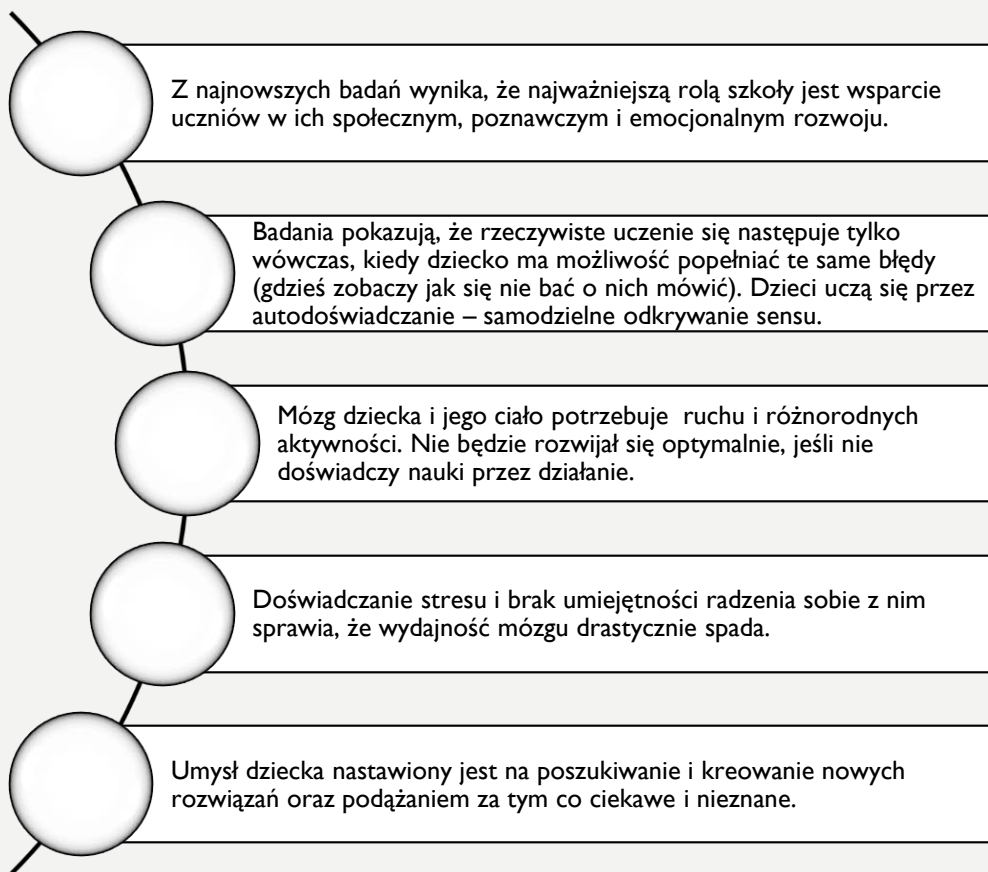 Z najnowszych badań wynika, że najważniejszą rolą szkoły jest wsparcie
uczniów w ich społecznym, poznawczym i emocjonalnym rozwoju.
Badania pokazują, że rzeczywiste uczenie się następuje tylko
wówczas, kiedy dziecko ma możliwość popełniać te same błędy
(gdzieś zobaczy jak się nie bać o nich mówić). Dzieci uczą się przez
autodoświadczanie – samodzielne odkrywanie sensu.
Mózg dziecka i jego ciało potrzebuje  ruchu i różnorodnych
aktywności. Nie będzie rozwijał się optymalnie, jeśli nie
doświadczy nauki przez działanie.
Doświadczanie stresu i brak umiejętności radzenia sobie z nim
sprawia, że wydajność mózgu drastycznie spada.
Umysł dziecka nastawiony jest na poszukiwanie i kreowanie nowych
rozwiązań oraz podążaniem za tym co ciekawe i nieznane.